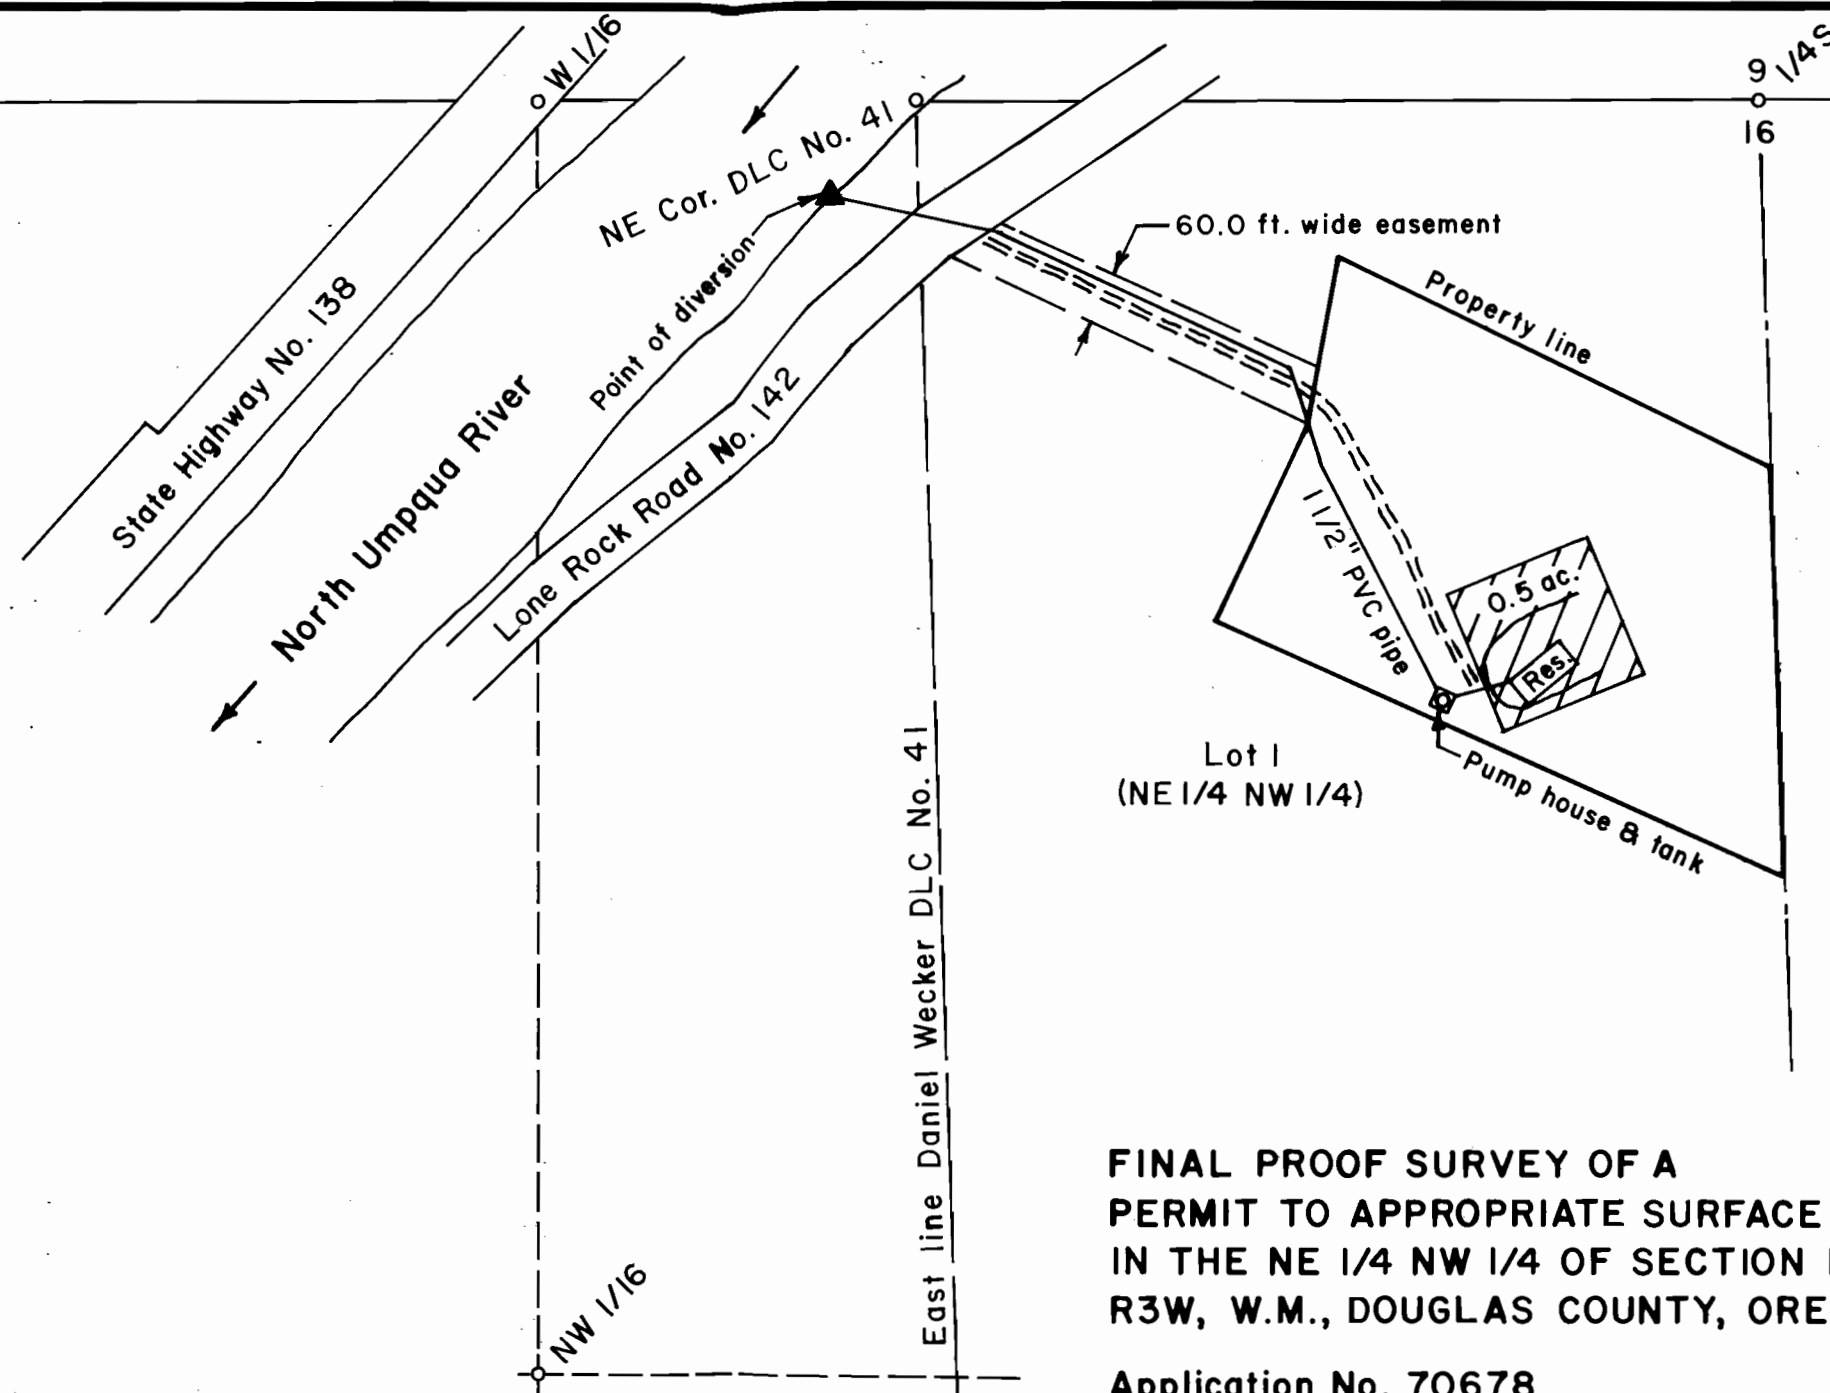 W 1/16
9
1/4 S
16
NE Cor. DLC No. 41
60.0 ft. wide easement
Property line
Point of diversion
State Highway No. 138
North Umpqua River
Lone Rock Road No. 142
1 1/2" PVC pipe
0.5 ac.
Res.
Lot 1
(NE 1/4 NW 1/4)
Pump house & tank
East line Daniel Wecker DLC No. 41
NW 1/16
FINAL PROOF SURVEY OF A
PERMIT TO APPROPRIATE SURFACE
IN THE NE 1/4 NW 1/4 OF SECTION
R3W, W.M., DOUGLAS COUNTY, ORE
Application No. 70678